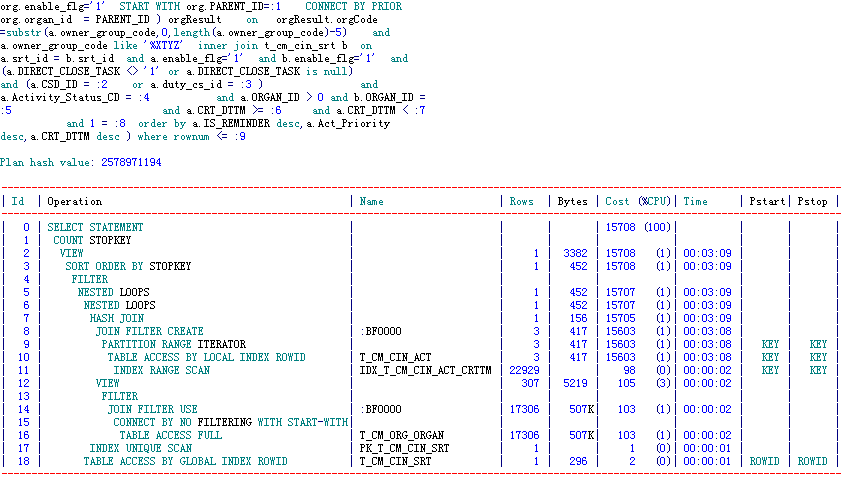 org.enable_flg='1'   START WITH org.PARENT_ID=:1     CONNECT BY PRIOR
org.organ_id  = PARENT_ID ) orgResult    on   orgResult.orgCode
=substr(a.owner_group_code,0,length(a.owner_group_code)-5)     and
a.owner_group_code like '%XTYZ'   inner join t_cm_cin_srt b   on
a.srt_id = b.srt_id   and a.enable_flg='1'   and b.enable_flg='1'   and
(a.DIRECT_CLOSE_TASK <> '1' or a.DIRECT_CLOSE_TASK is null)
and (a.CSD_ID = :2     or a.duty_cs_id = :3 )               and
a.Activity_Status_CD = :4           and a.ORGAN_ID > 0 and b.ORGAN_ID =
:5                        and a.CRT_DTTM >= :6     and a.CRT_DTTM < :7
          and 1 = :8   order by a.IS_REMINDER desc,a.Act_Priority
desc,a.CRT_DTTM desc ) where rownum <= :9
Plan hash value: 2578971194
| Id | Operation | Name | Rows | Bytes | Cost (%CPU)| Time | Pstart| Pstop |
| 0 | SELECT STATEMENT | | | | 15708 (100)| | | |
| 1 | COUNT STOPKEY | | | | | | | |
| 2 | VIEW | | 1 | 3382 | 15708 (1)| 00:03:09 | | |
| 3 | SORT ORDER BY STOPKEY | | 1 | 452 | 15708 (1)| 00:03:09 | | |
| 4 | FILTER | | | | | | | |
| 5 | NESTED LOOPS | | 1 | 452 | 15707 (1)| 00:03:09 | | |
| 6 | NESTED LOOPS | | 1 | 452 | 15707 (1)| 00:03:09 | | |
| 7 | HASH JOIN | | 1 | 156 | 15705 (1)| 00:03:09 | | |
| 8 | JOIN FILTER CREATE | :BF0000 | 3 | 417 | 15603 (1)| 00:03:08 | | |
| 9 | PARTITION RANGE ITERATOR | | 3 | 417 | 15603 (1)| 00:03:08 | KEY | KEY |
| 10 | TABLE ACCESS BY LOCAL INDEX ROWID | T_CM_CIN_ACT | 3 | 417 | 15603 (1)| 00:03:08 | KEY | KEY |
| 11 | INDEX RANGE SCAN | IDX_T_CM_CIN_ACT_CRTTM | 22929 | | 98 (0)| 00:00:02 | KEY | KEY |
| 12 | VIEW | | 307 | 5219 | 105 (3)| 00:00:02 | | |
| 13 | FILTER | | | | | | | |
| 14 | JOIN FILTER USE | :BF0000 | 17306 | 507K| 103 (1)| 00:00:02 | | |
| 15 | CONNECT BY NO FILTERING WITH START-WITH| | | | | | | |
| 16 | TABLE ACCESS FULL | T_CM_ORG_ORGAN | 17306 | 507K| 103 (1)| 00:00:02 | | |
| 17 | INDEX UNIQUE SCAN | PK_T_CM_CIN_SRT | 1 | | 1 (0)| 00:00:01 | | |
| 18 | TABLE ACCESS BY GLOBAL INDEX ROWID | T_CM_CIN_SRT | 1 | 296 | 2 (0)| 00:00:01 | ROWID | ROWID |